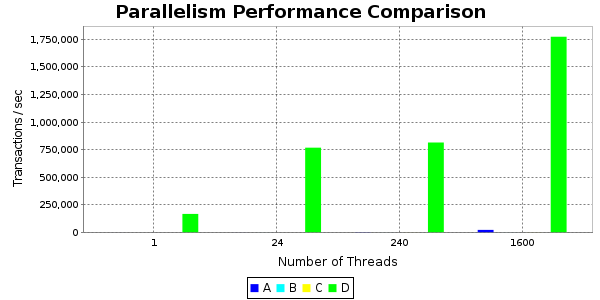 Parallelism Performance Comparison
1,750,000
1,500,000
1,250,000
1,000,000
750,000
500,000
250,000
0
Transactions / sec
1 24 240 1600
Number of Threads
A B C D